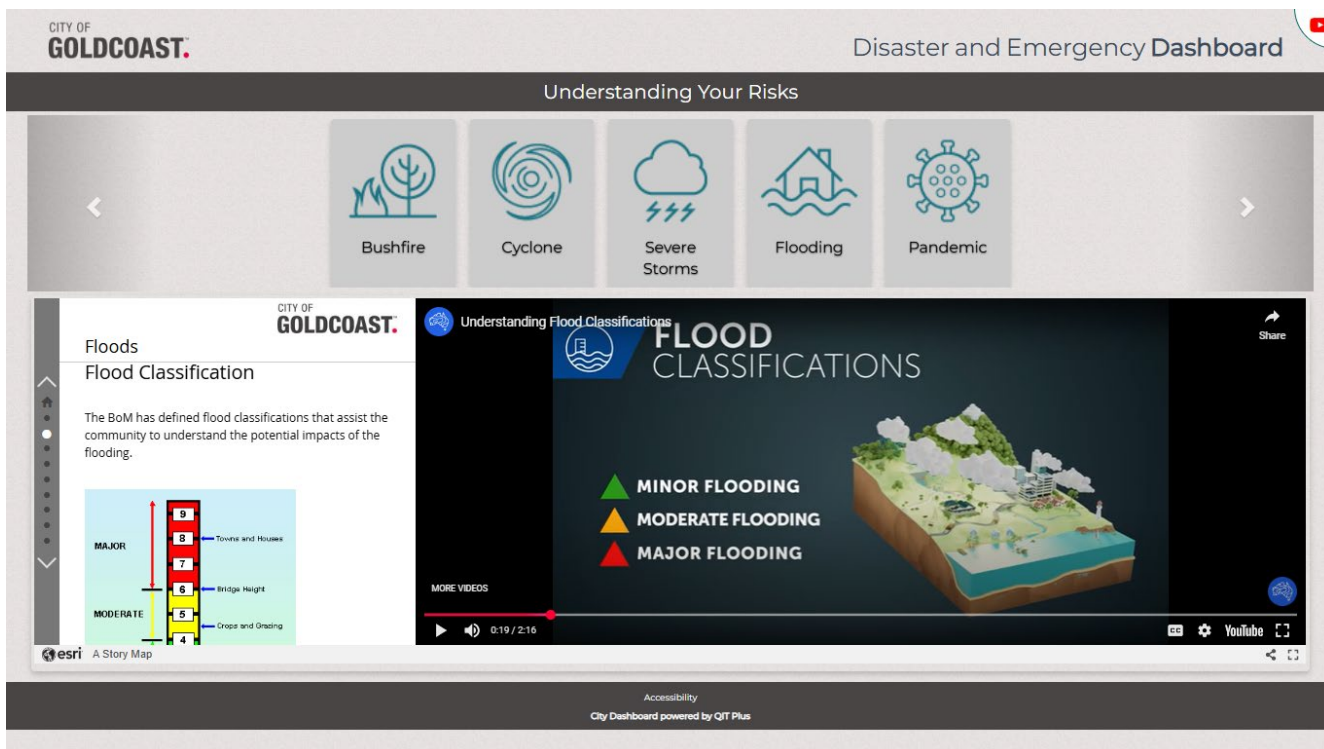 CITY OF
GOLDCOAST.
Disaster and Emergency Dashboard
Understanding Your Risks
Bushfire
Cyclone
Severe
Storms
Flooding
Pandemic
CITY OF
GOLDCOAST.
Floods
Flood Classification
The BoM has defined flood classifications that assist the
community to understand the potential impacts of the
flooding.
MAJOR
9
8
Towns and Houses
7
6
Bridge Height
MODERATE
5
Crops and Grazing
4
Understanding Flood Classifications
Share
FLOOD
CLASSIFICATIONS
MINOR FLOODING
MODERATE FLOODING
MAJOR FLOODING
MORE VIDEOS
0:19 / 2:16
CC
YouTube
esri A Story Map
Accessibility
City Dashboard powered by QIT Plus